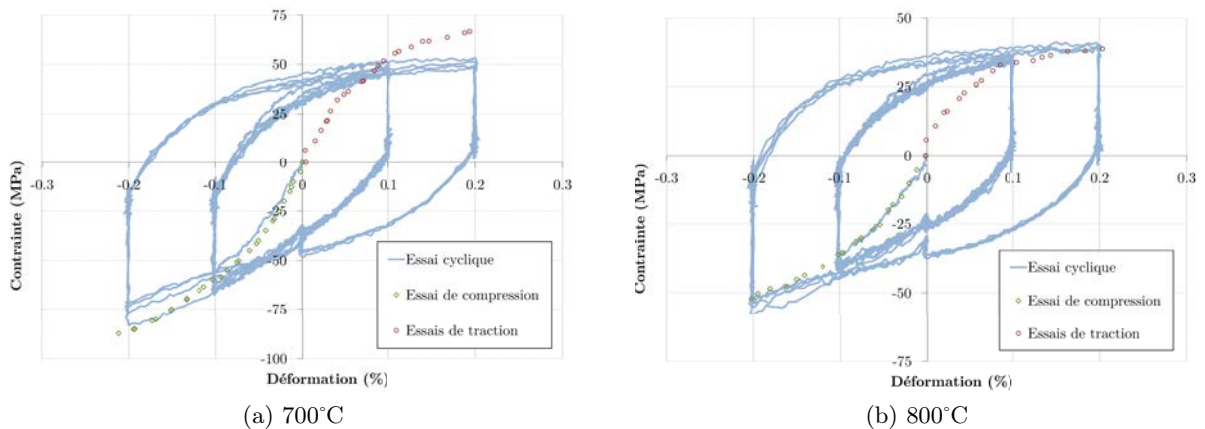 75
50
25
0
-25
-50
-75
-100
-0.3
-0.2
-0.1
0
0.1
0.2
0.3
Contrainte (MPa)
Déformation (%)
Essai cyclique
Essai de compression
Essais de traction
(a) 700°C
50
25
0
-25
-50
-75
-0.3
-0.2
-0.1
0
0.1
0.2
0.3
Contrainte (MPa)
Déformation (%)
Essai cyclique
Essai de compression
Essais de traction
(b) 800°C